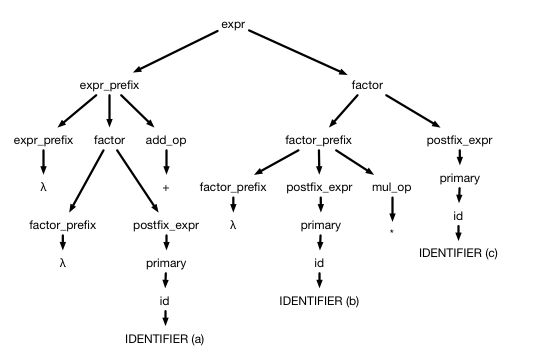 expr
expr_prefix factor
expr_prefix factor add_op factor_prefix postfix_expr
λ + factor_prefix postfix_expr mul_op primary
factor_prefix postfix_expr λ primary * id
λ primary id IDENTIFIER (c)
id IDENTIFIER (b)
IDENTIFIER (a)